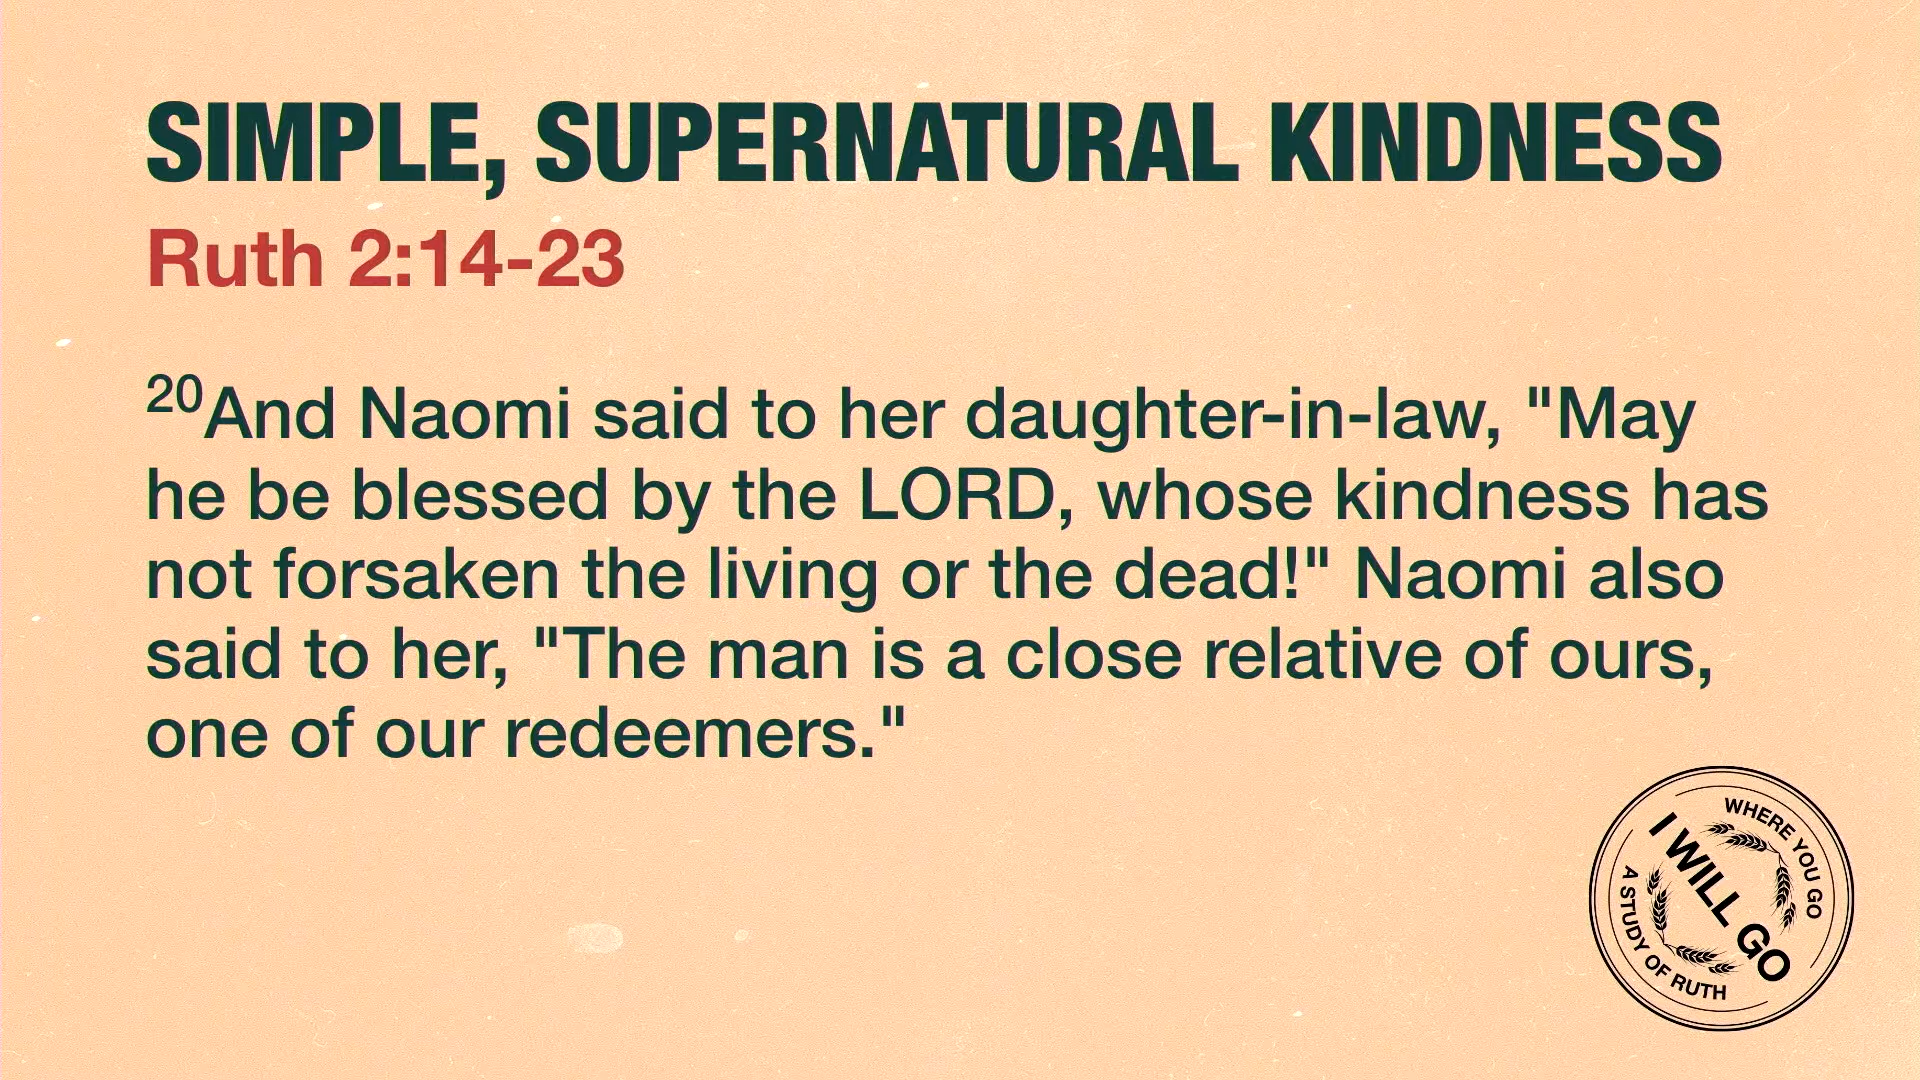 SIMPLE, SUPERNATURAL KINDNESS
Ruth 2:14-23
20And Naomi said to her daughter-in-law, "May
he be blessed by the LORD, whose kindness has
not forsaken the living or the dead!" Naomi also
said to her, "The man is a close relative of ours,
one of our redeemers."
WHERE YOU GO
I WILL GO
A STUDY OF RUTH